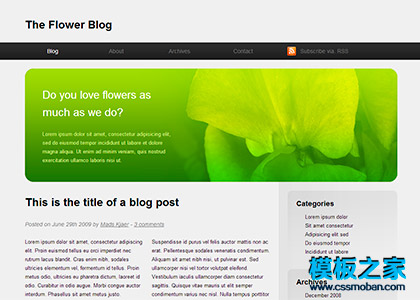 The Flower Blog
Blog
About
Archives
Contact
Subscribe via RSS
Do you love flowers as
much as we do?
Lorem ipsum dolor sit amet, consectetur adipisicing elit,
sed do eiusmod tempor incididunt ut labore et dolore
magna aliqua. Ut enim ad minim veniam, quis nostrud
exercitation ullamco laboris nisi ut.
This is the title of a blog post
Posted on June 29th 2009 by Mads Kjaer - 3 comments
Lorem ipsum dolor sit amet, consectetuer adipiscing
elit. Proin pretium tellus eu orci imperdiet nec
rutrum lacus blandit. Cras enim nibh, sodales
ultricies elementum vel, fermentum id tellus. Proin
metus odio, ultricies eu pharetra dictum, laoreet id
odio. Curabitur in odio augue. Morbi congue auctor
interdum. Phasellus sit amet metus justo
Suspendisse id purus vel felis auctor mattis non ac
erat. Pellentesque sodales venenatis condimentum.
Aliquam sit amet nibh nisi, ut pulvinar est. Sed
ullamcorper nisi vel tortor volutpat eleifend.
Vestibulum iaculis ullamcorper diam consectetur
sagittis. Quisque vitae mauris ut elit semper
condimentum varius nec nisl. Nulla tempus porttitor
Categories
Lorem ipsum dolor
Sit amet consectetur
Adipisicing elit sed
Do eiusmod tempor
Archives
December 2008
模板之家
www.cssmoban.com